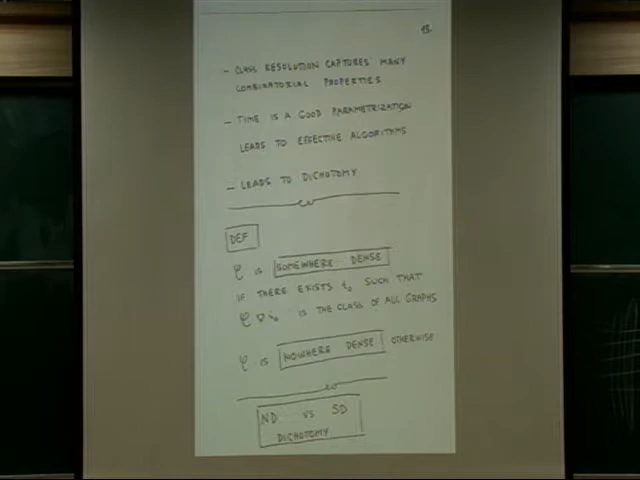 - CLASS RESOLUTION CAPTURES MANY
COMBINATORIAL PROPERTIES
- TIME IS A GOOD PARAMETRIZATION
LEADS TO EFFECTIVE ALGORITHMS
- LEADS TO DICHOTOMY
DEF
𝒞 IS SOMEWHERE DENSE
IF THERE EXISTS i₀ SUCH THAT
𝒞 ▽ i₀ IS THE CLASS OF ALL GRAPHS
𝒞 IS NOWHERE DENSE OTHERWISE
ND VS SD
DICHOTOMY